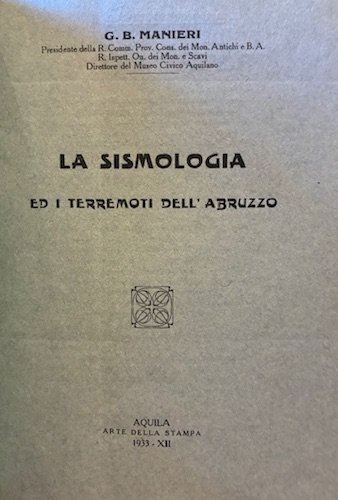 G. B. MANIERI
Presidente della R. Comm. Prov. Cons. dei Mon. Antichi e B. A.
R. Ispett. On. dei Mon. e Scavi
Direttore del Museo Civico Aquilano
LA SISMOLOGIA
ED I TERREMOTI DELL'ABRUZZO
AQUILA
ARTE DELLA STAMPA
1933 - XII